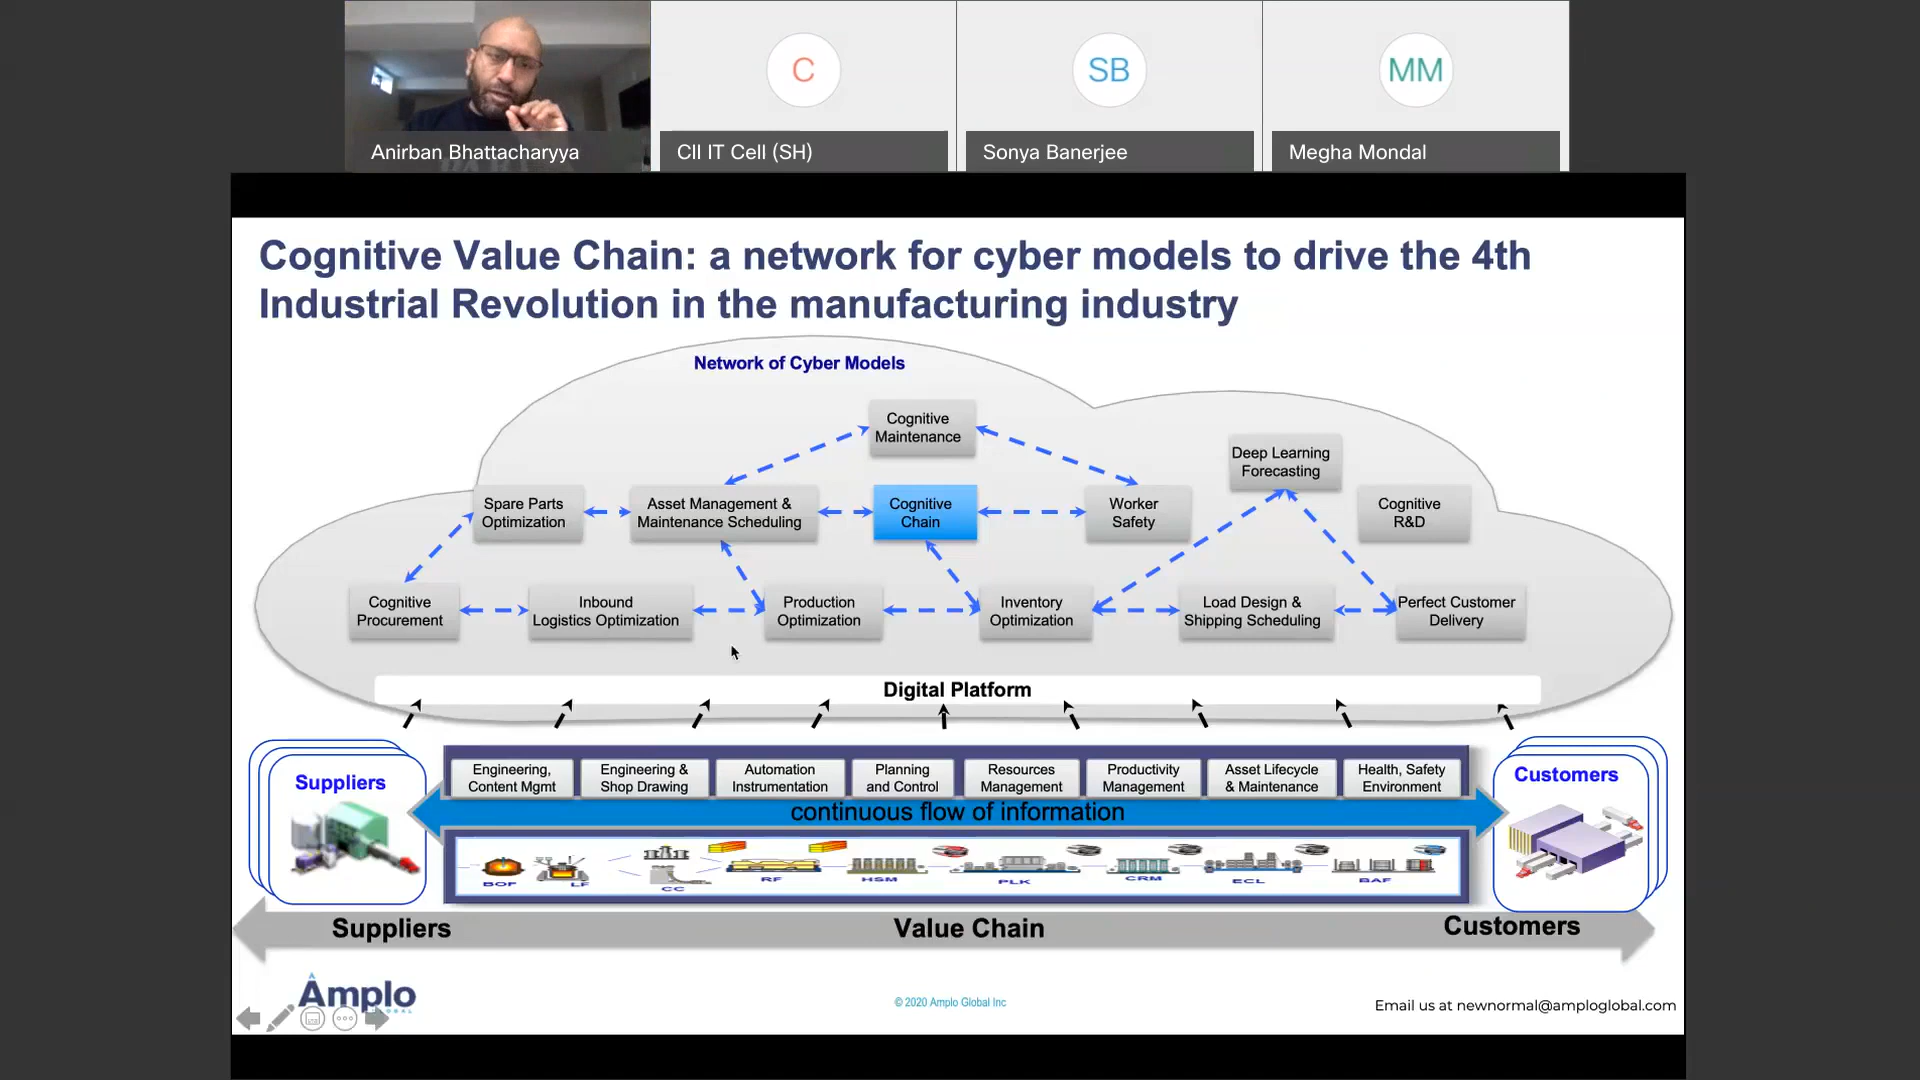 C
SB
MM
Anirban Bhattacharyya
CII IT Cell (SH)
Sonya Banerjee
Megha Mondal
Cognitive Value Chain: a network for cyber models to drive the 4th
Industrial Revolution in the manufacturing industry
Network of Cyber Models
Cognitive
Maintenance
Deep Learning
Forecasting
Spare Parts
Optimization
Asset Management &
Maintenance Scheduling
Cognitive
Chain
Worker
Safety
Cognitive
R&D
Cognitive
Procurement
Inbound
Logistics Optimization
Production
Optimization
Inventory
Optimization
Load Design &
Shipping Scheduling
Perfect Customer
Delivery
Digital Platform
Suppliers
Engineering,
Content Mgmt
Engineering &
Shop Drawing
Automation
Instrumentation
Planning
and Control
Resources
Management
Productivity
Management
Asset Lifecycle
& Maintenance
Health, Safety
Environment
Customers
continuous flow of information
BOF
LF
CC
RF
HSM
PLK
CRM
ECL
BAF
Suppliers
Value Chain
Customers
Amplo
© 2020 Amplo Global Inc
Email us at newnormal@amploglobal.com